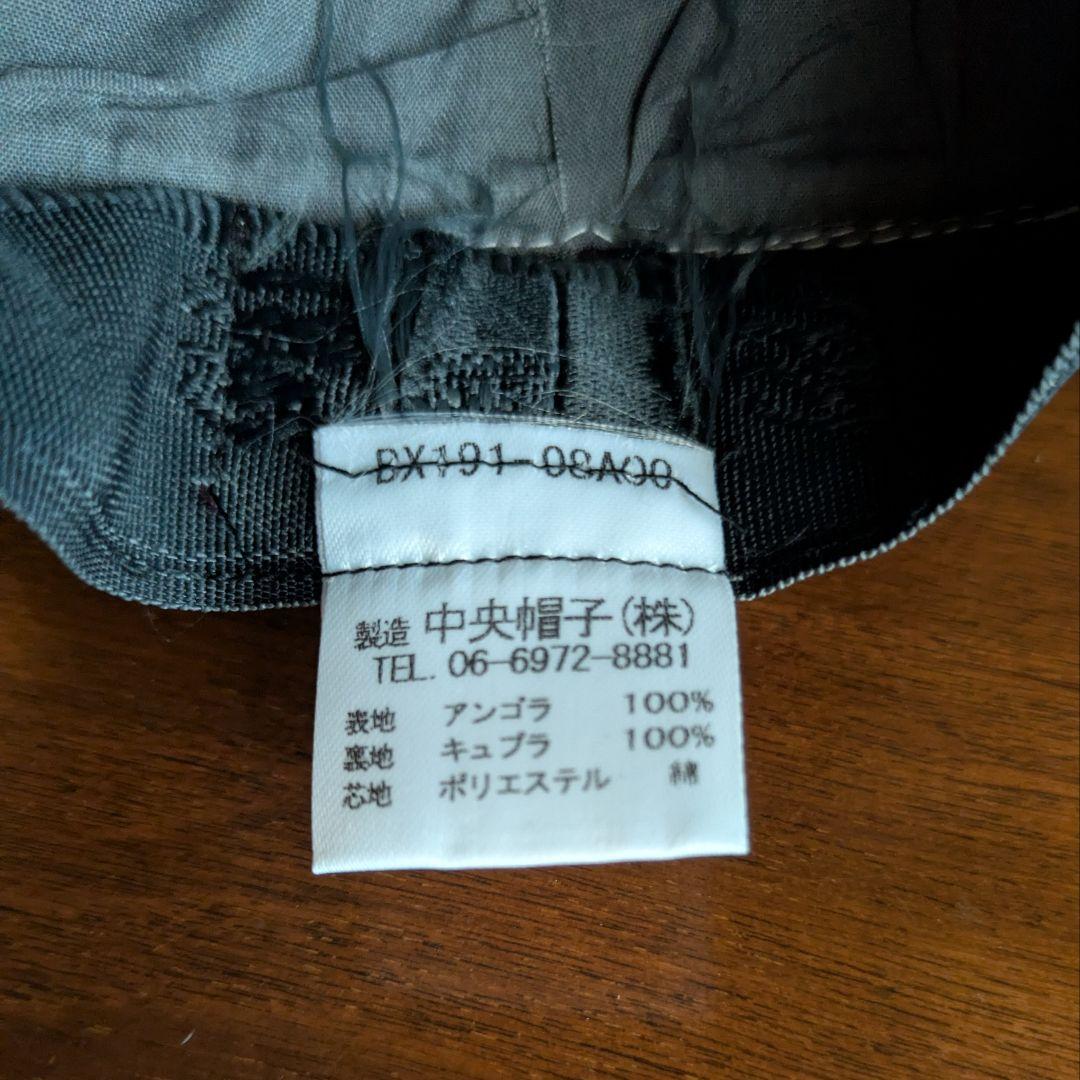 BX191-08A00
製造 中央帽子(株)
TEL. 06-6972-8881
表地 アンゴラ 100%
裏地 キュプラ 100%
芯地 ポリエステル 綿